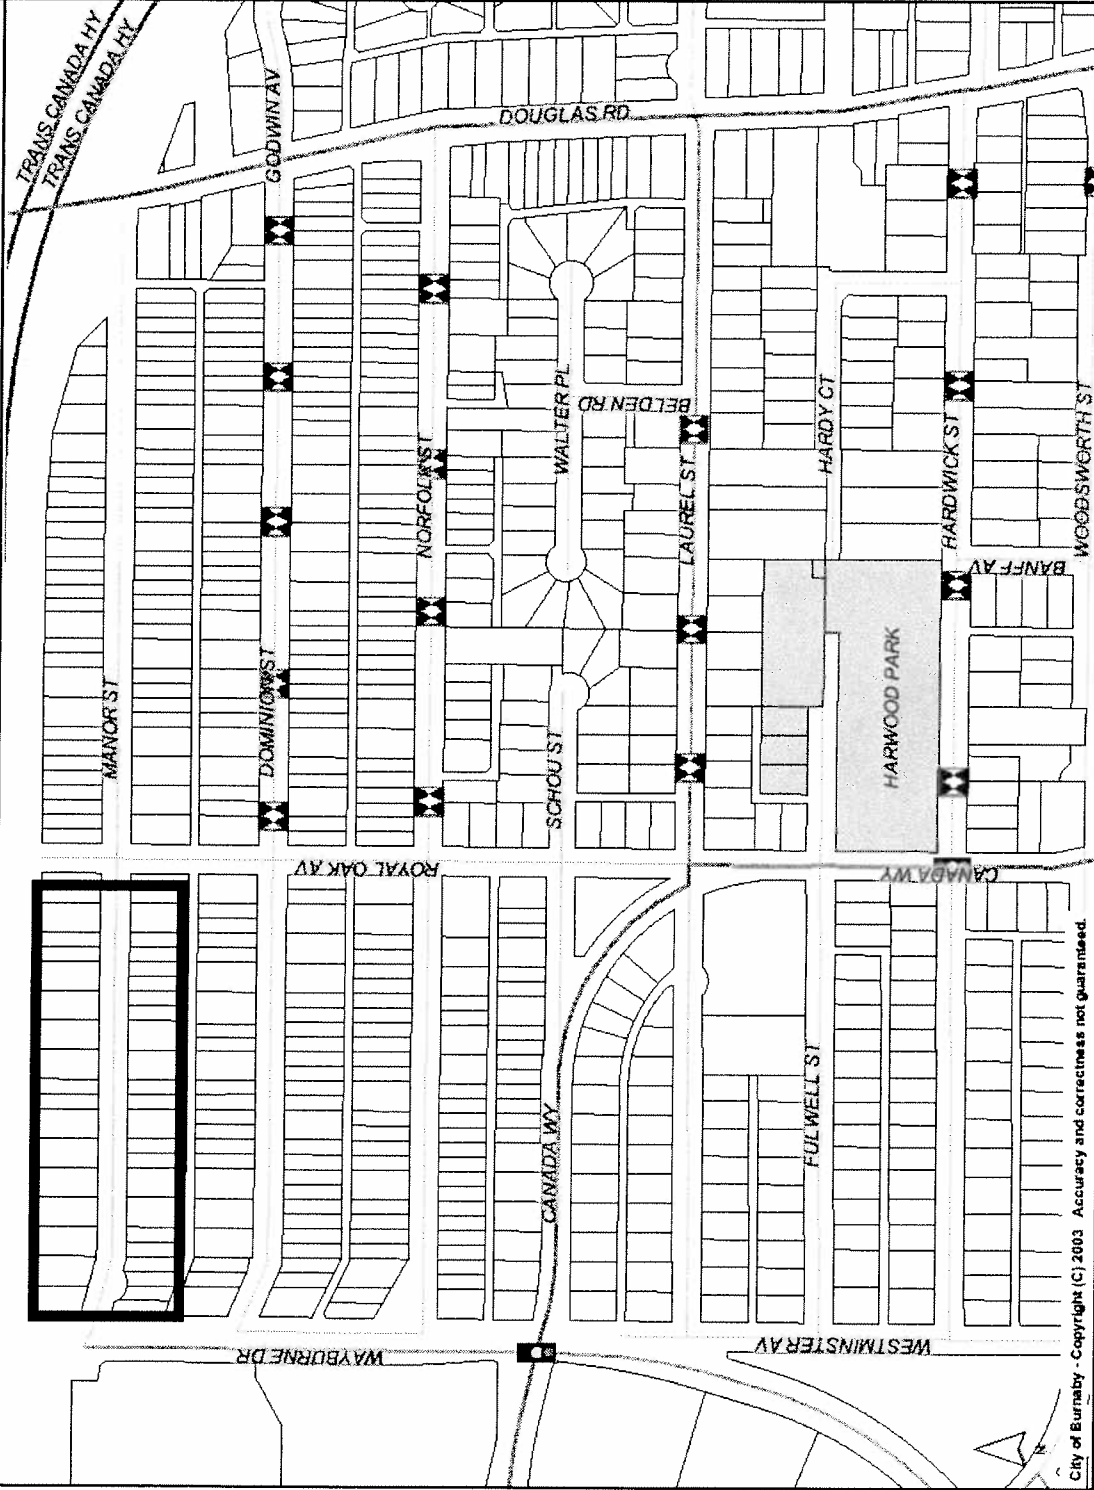 TRANS CANADA HY
TRANS CANADA HY
GODWIN AV
DOUGLAS RD
MANOR ST
DOMINION ST
NORFOLK ST
WALTER PL
BELDEN RD
LAUREL ST
HARDY CT
HARDWICK ST
WOODSWORTH ST
BANFF AV
SCHOU ST
HARWOOD PARK
ROYAL OAK AV
CANADA WY
CANADA WY
FULWELL ST
WAYBURNE DR
WESTMINSTER AV
N
City of Burnaby - Copyright (C) 2003 Accuracy and correctness not guaranteed.